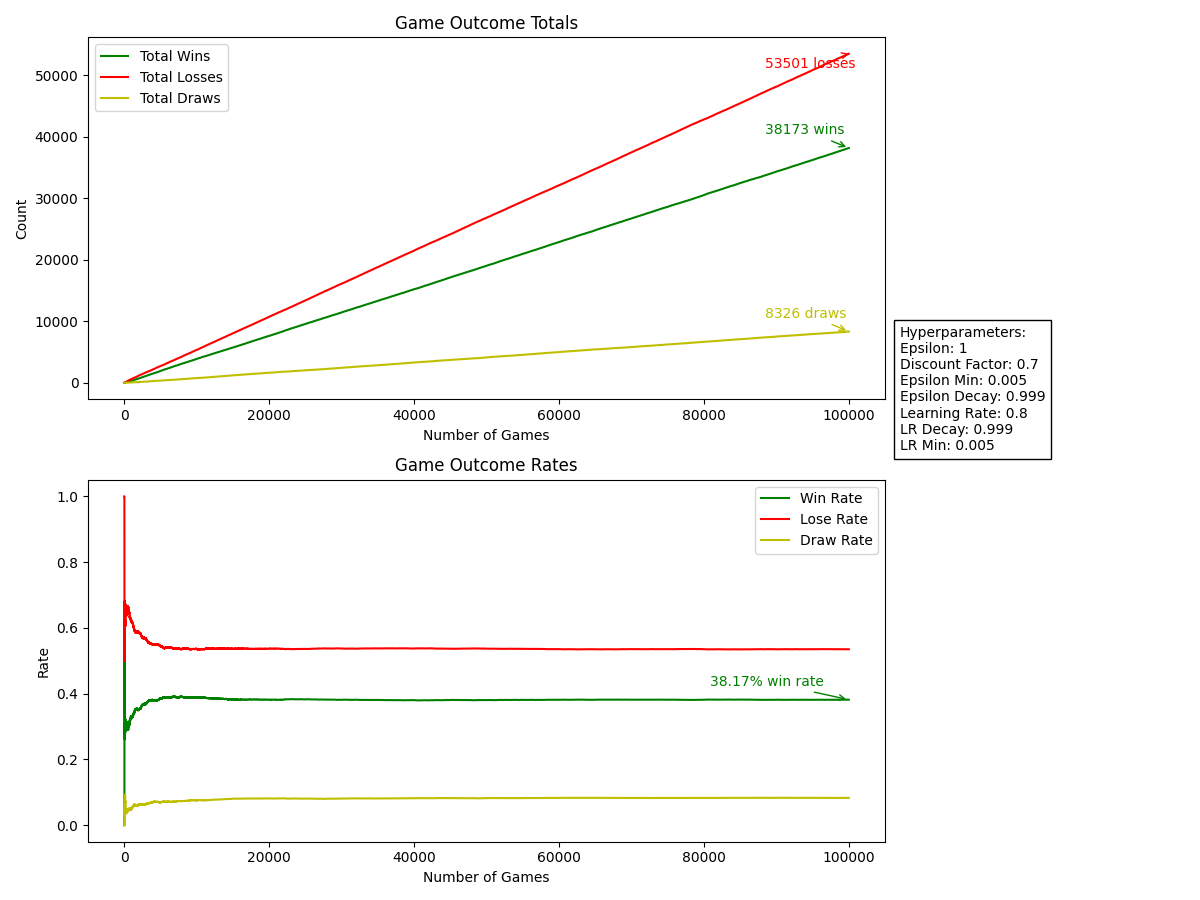 Game Outcome Totals
Total Wins
Total Losses
Total Draws
53501 losses
38173 wins
8326 draws
50000
40000
30000
20000
10000
0
Count
0 20000 40000 60000 80000 100000
Number of Games
Hyperparameters:
Epsilon: 1
Discount Factor: 0.7
Epsilon Min: 0.005
Epsilon Decay: 0.999
Learning Rate: 0.8
LR Decay: 0.999
LR Min: 0.005
Game Outcome Rates
Win Rate
Lose Rate
Draw Rate
38.17% win rate
1.0
0.8
0.6
0.4
0.2
0.0
Rate
0 20000 40000 60000 80000 100000
Number of Games